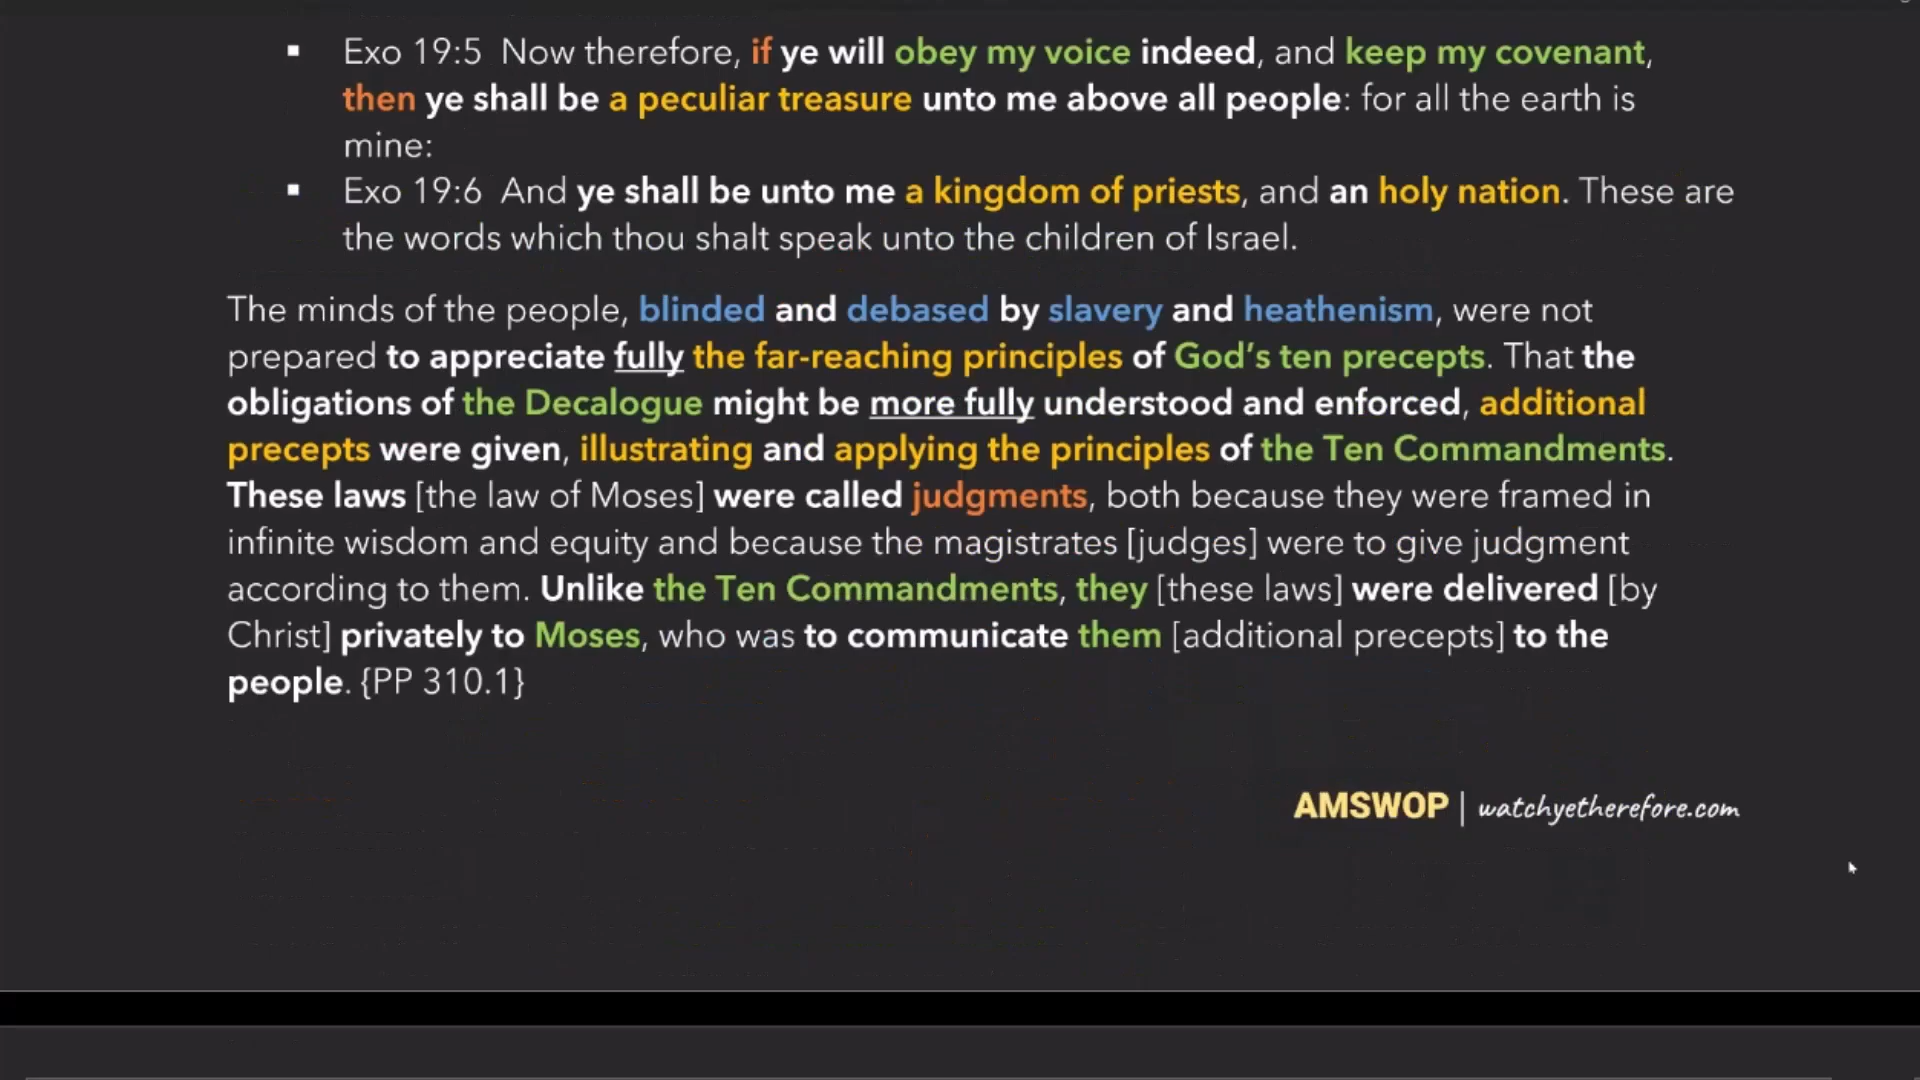 ▪ Exo 19:5  Now therefore, if ye will obey my voice indeed, and keep my covenant,
then ye shall be a peculiar treasure unto me above all people: for all the earth is
mine:
▪ Exo 19:6  And ye shall be unto me a kingdom of priests, and an holy nation. These are
the words which thou shalt speak unto the children of Israel.
The minds of the people, blinded and debased by slavery and heathenism, were not
prepared to appreciate fully the far-reaching principles of God’s ten precepts. That the
obligations of the Decalogue might be more fully understood and enforced, additional
precepts were given, illustrating and applying the principles of the Ten Commandments.
These laws [the law of Moses] were called judgments, both because they were framed in
infinite wisdom and equity and because the magistrates [judges] were to give judgment
according to them. Unlike the Ten Commandments, they [these laws] were delivered [by
Christ] privately to Moses, who was to communicate them [additional precepts] to the
people. {PP 310.1}
AMSWOP | watchyetherefore.com